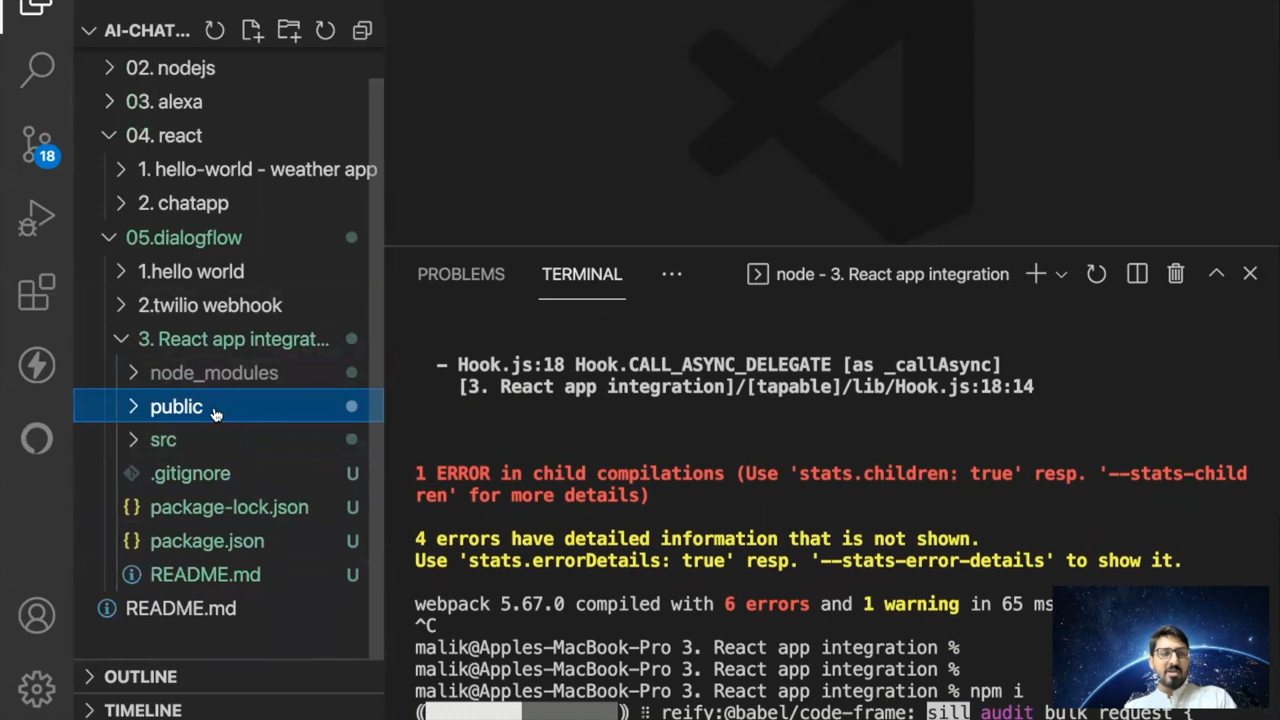 AI-CHAT...
02. nodejs
03. alexa
04. react
1. hello-world - weather app
2. chatapp
05.dialogflow
1.hello world
2.twilio webhook
3. React app integrat...
node_modules
public
src
.gitignore U
package-lock.json U
package.json U
README.md U
README.md
OUTLINE
TIMELINE
18
PROBLEMS TERMINAL ... node - 3. React app integration
– Hook.js:18 Hook.CALL_ASYNC_DELEGATE [as _callAsync]
[3. React app integration]/[tapable]/lib/Hook.js:18:14
1 ERROR in child compilations (Use 'stats.children: true' resp. '--stats-child
ren' for more details)
4 errors have detailed information that is not shown.
Use 'stats.errorDetails: true' resp. '--stats-error-details' to show it.
webpack 5.67.0 compiled with 6 errors and 1 warning in 65 ms
^C
malik@Apples-MacBook-Pro 3. React app integration %
malik@Apples-MacBook-Pro 3. React app integration %
malik@Apples-MacBook-Pro 3. React app integration % npm i
() ⠇ reify:@babel/code-frame: sill audit bulk request {